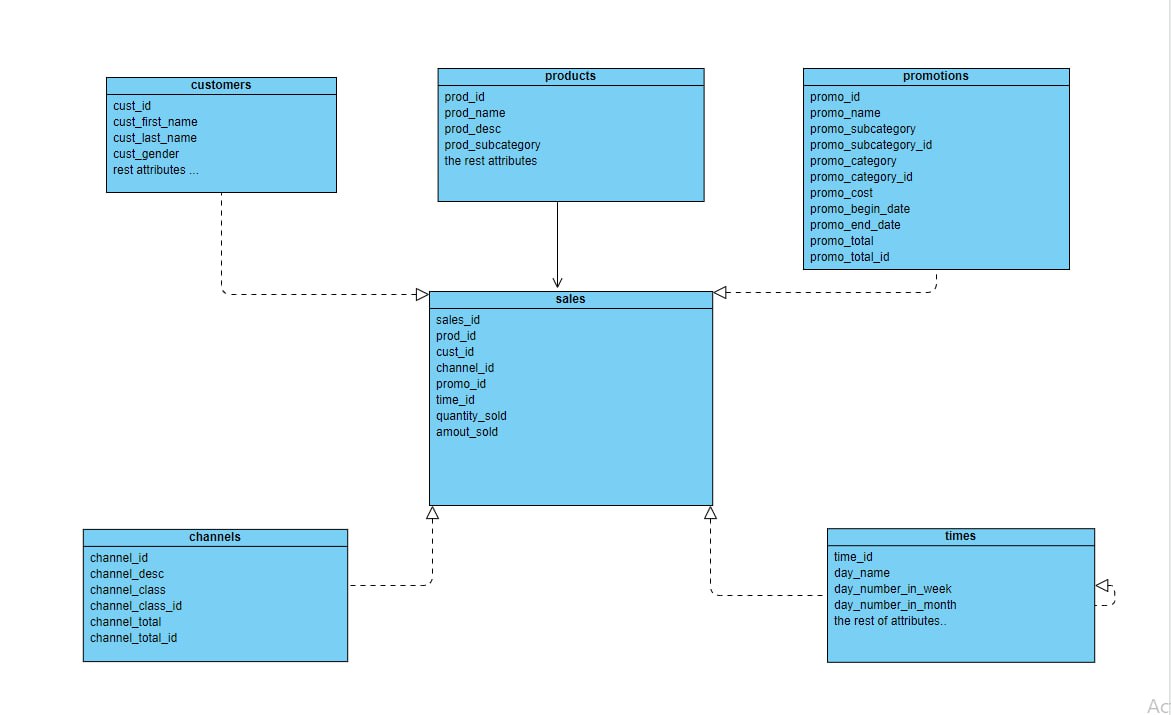 customers
cust_id
cust_first_name
cust_last_name
cust_gender
rest attributes ...
products
prod_id
prod_name
prod_desc
prod_subcategory
the rest attributes
promotions
promo_id
promo_name
promo_subcategory
promo_subcategory_id
promo_category
promo_category_id
promo_cost
promo_begin_date
promo_end_date
promo_total
promo_total_id
sales
sales_id
prod_id
cust_id
channel_id
promo_id
time_id
quantity_sold
amout_sold
channels
channel_id
channel_desc
channel_class
channel_class_id
channel_total
channel_total_id
times
time_id
day_name
day_number_in_week
day_number_in_month
the rest of attributes..
Ac